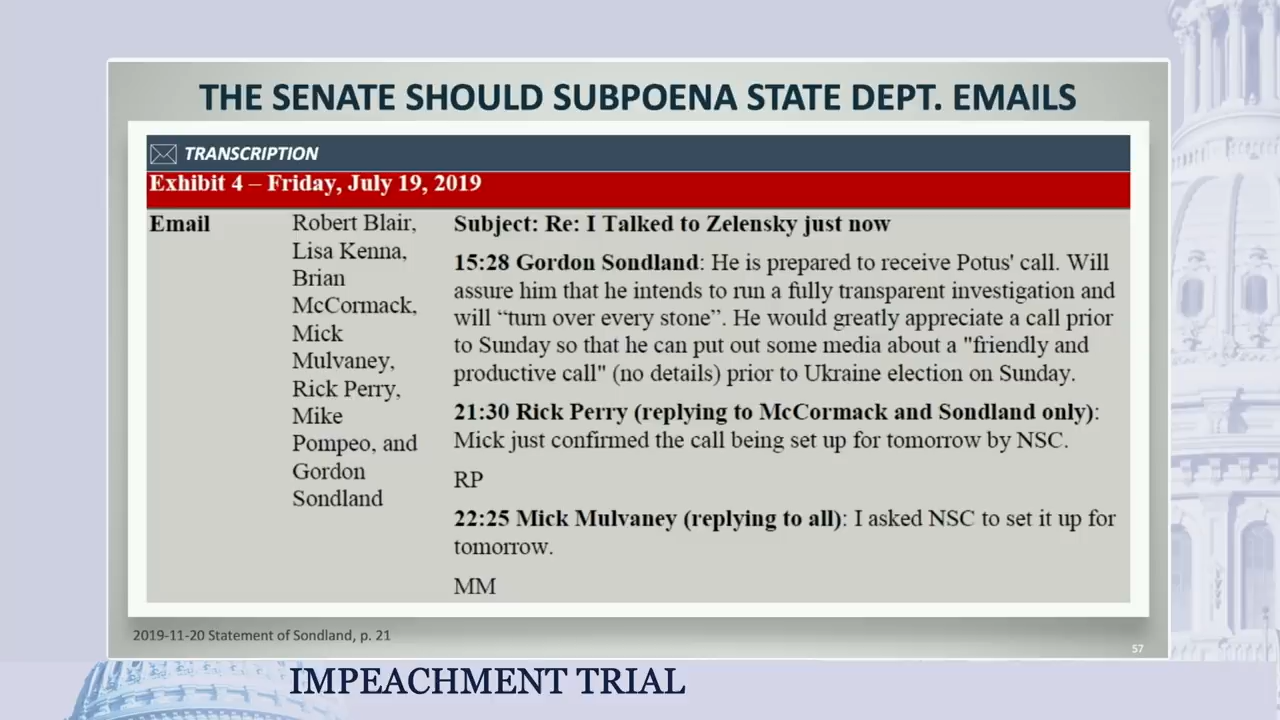 THE SENATE SHOULD SUBPOENA STATE DEPT. EMAILS
TRANSCRIPTION
Exhibit 4 – Friday, July 19, 2019
Email
Robert Blair,
Lisa Kenna,
Brian
McCormack,
Mick
Mulvaney,
Rick Perry,
Mike
Pompeo, and
Gordon
Sondland
Subject: Re: I Talked to Zelensky just now
15:28 Gordon Sondland: He is prepared to receive Potus' call. Will
assure him that he intends to run a fully transparent investigation and
will “turn over every stone”. He would greatly appreciate a call prior
to Sunday so that he can put out some media about a "friendly and
productive call" (no details) prior to Ukraine election on Sunday.
21:30 Rick Perry (replying to McCormack and Sondland only):
Mick just confirmed the call being set up for tomorrow by NSC.
RP
22:25 Mick Mulvaney (replying to all): I asked NSC to set it up for
tomorrow.
MM
2019-11-20 Statement of Sondland, p. 21
57
IMPEACHMENT TRIAL